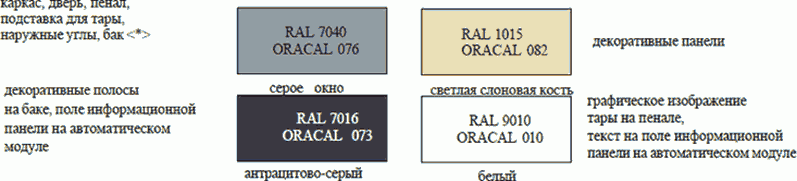 каркас, дверь, пенал,
подставка для тары,
наружные углы, бак <*>
RAL 7040
ORACAL 076
серое окно
RAL 1015
ORACAL 082
светлая слоновая кость
декоративные панели
декоративные полосы
на баке, поле информационной
панели на автоматическом
модуле
RAL 7016
ORACAL 073
антрацитово-серый
RAL 9010
ORACAL 010
белый
графическое изображение
тары на пенале,
текст на поле информационной
панели на автоматическом модуле